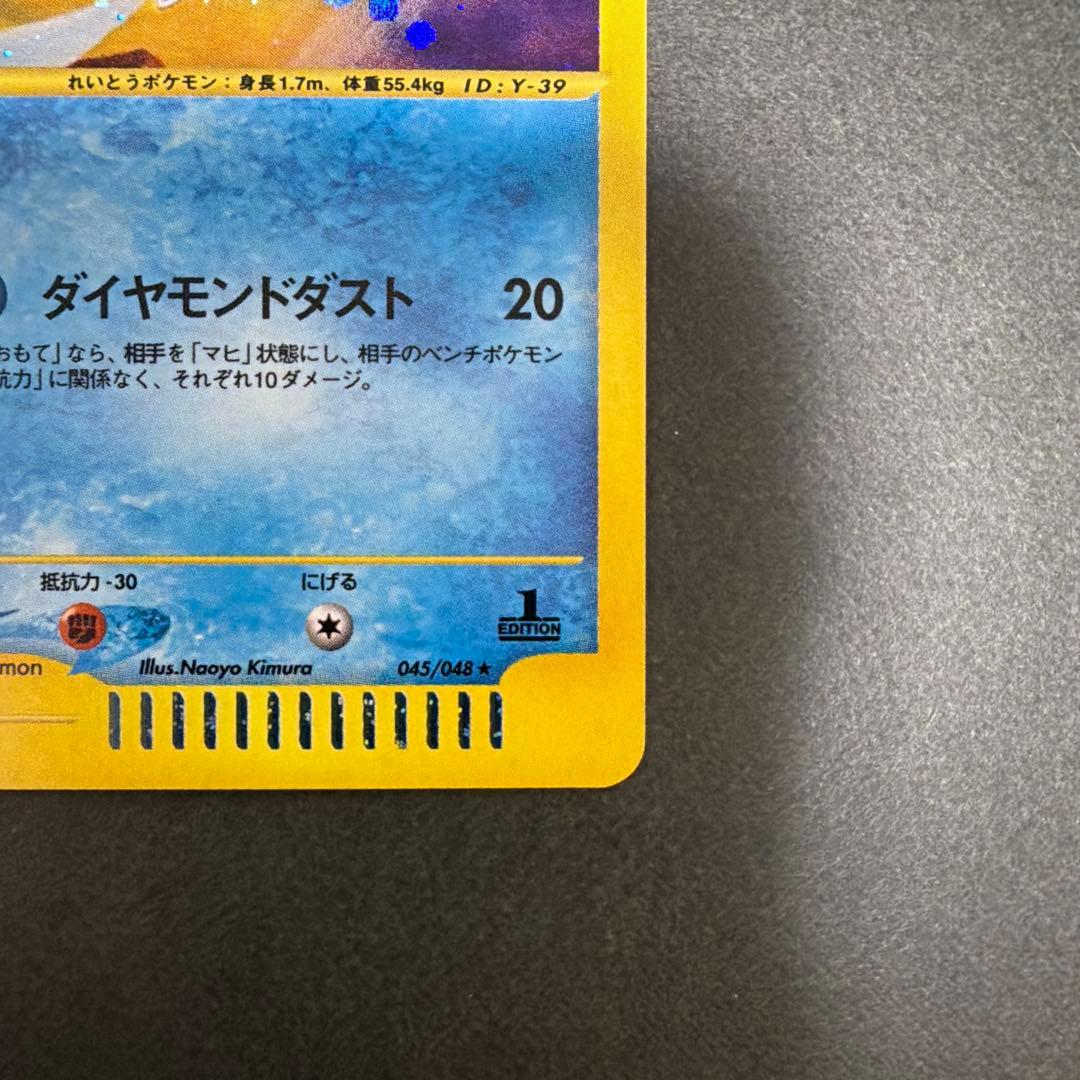 れいとうポケモン：身長1.7m、体重55.4kg ID:Y-39
ダイヤモンドダスト 20
おもて」なら、相手を「マヒ」状態にし、相手のベンチポケモン
抗力」に関係なく、それぞれ10ダメージ。
抵抗力 -30 にげる
1
EDITION
mon Illus.Naoyo Kimura 045/048 ★